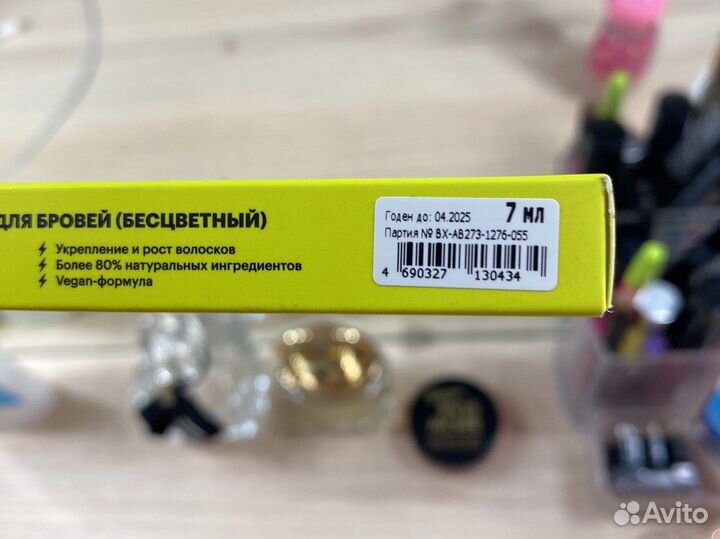 ДЛЯ БРОВЕЙ (БЕСЦВЕТНЫЙ)
Укрепление и рост волосков
Более 80% натуральных ингредиентов
Vegan-формула
Годен до: 04.2025
7 мл
Партия № BX-AB273-1276-055
4 690327 130434
Avito